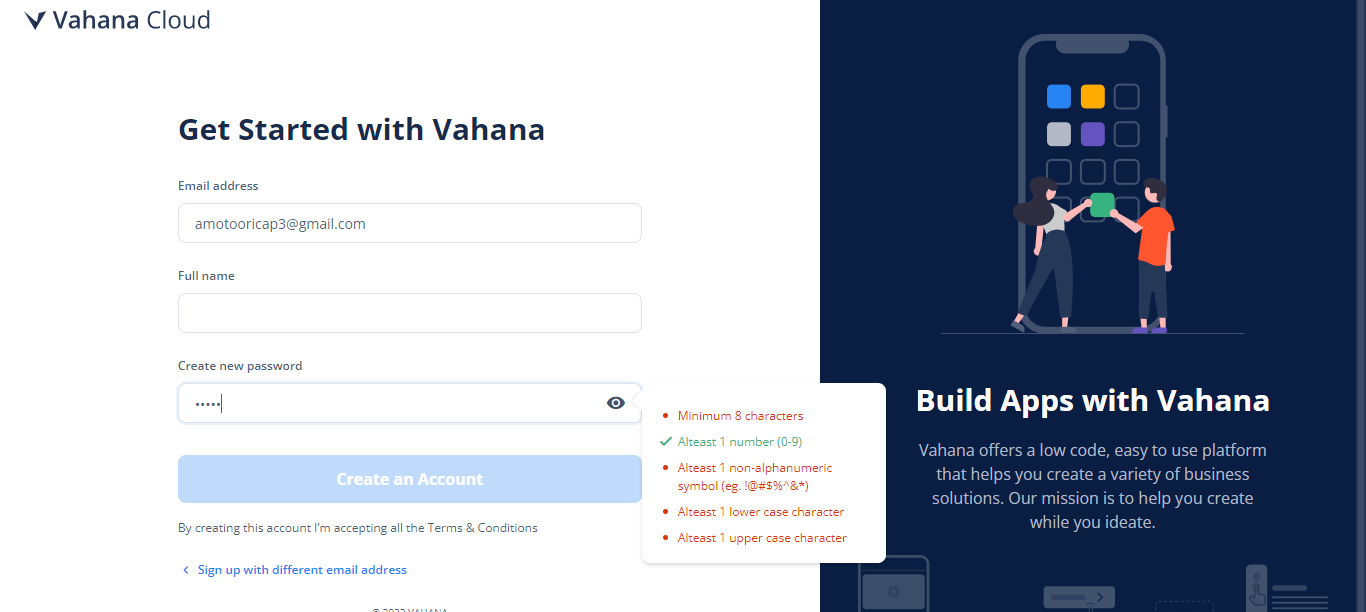 Vahana Cloud
Get Started with Vahana
Email address
amotooricap3@gmail.com
Full name
Create new password
•••••
Create an Account
By creating this account I'm accepting all the Terms & Conditions
Sign up with different email address
Minimum 8 characters
Alteast 1 number (0-9)
Alteast 1 non-alphanumeric
symbol (eg. !@#$%^&*)
Alteast 1 lower case character
Alteast 1 upper case character
Build Apps with Vahana
Vahana offers a low code, easy to use platform
that helps you create a variety of business
solutions. Our mission is to help you create
while you ideate.